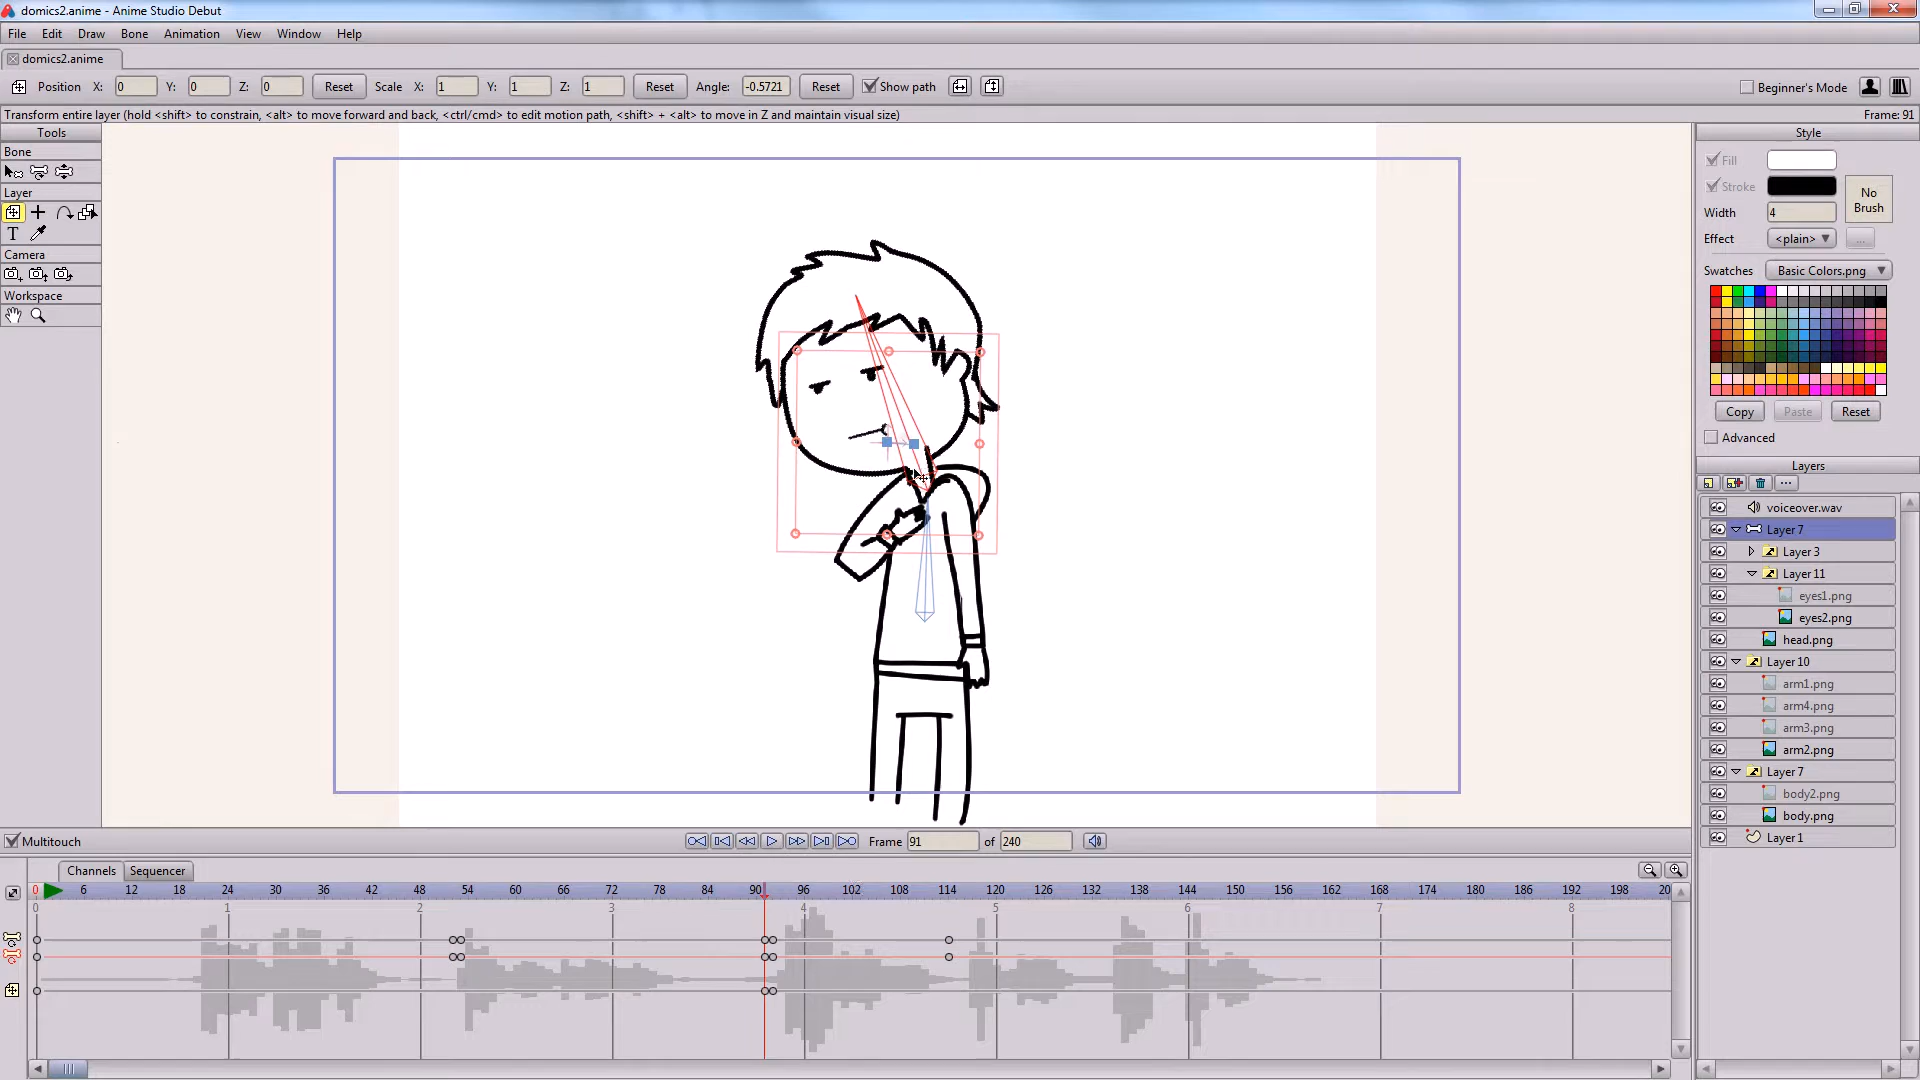 domics2.anime - Anime Studio Debut
File Edit Draw Bone Animation View Window Help
domics2.anime
Position X: 0 Y: 0 Z: 0 Reset Scale X: 1 Y: 1 Z: 1 Reset Angle: -0.5721 Reset Show path Beginner's Mode
Transform entire layer (hold <shift> to constrain, <alt> to move forward and back, <ctrl/cmd> to edit motion path, <shift> + <alt> to move in Z and maintain visual size) Frame: 91
Tools
Bone
Layer
T
Camera
Workspace
Style
Fill
Stroke
No Brush
Width 4
Effect <plain> ...
Swatches Basic Colors.png
Copy Paste Reset
Advanced
Layers
voiceover.wav
Layer 7
Layer 3
Layer 11
eyes1.png
eyes2.png
head.png
Layer 10
arm1.png
arm4.png
arm3.png
arm2.png
Layer 7
body2.png
body.png
Layer 1
Multitouch Frame 91 of 240
Channels Sequencer
0 6 12 18 24 30 36 42 48 54 60 66 72 78 84 90 96 102 108 114 120 126 132 138 144 150 156 162 168 174 180 186 192 198 20
0 1 2 3 4 5 6 7 8